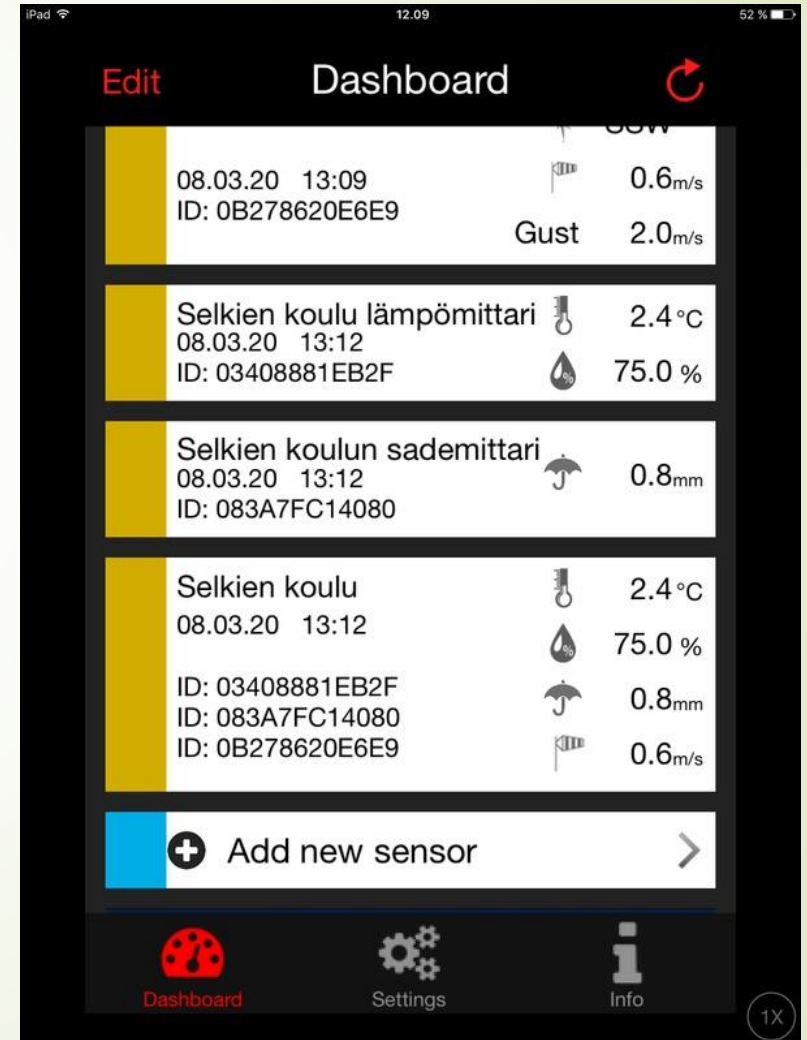 iPad 12.09 52 %
Edit Dashboard
SSW
08.03.20 13:09 0.6m/s
ID: 0B278620E6E9
Gust 2.0m/s
Selkien koulu lämpömittari 2.4 °C
08.03.20 13:12
ID: 03408881EB2F 75.0 %
Selkien koulun sademittari
08.03.20 13:12 0.8mm
ID: 083A7FC14080
Selkien koulu 2.4 °C
08.03.20 13:12 75.0 %
ID: 03408881EB2F 0.8mm
ID: 083A7FC14080
ID: 0B278620E6E9 0.6m/s
Add new sensor
Dashboard Settings Info
1X